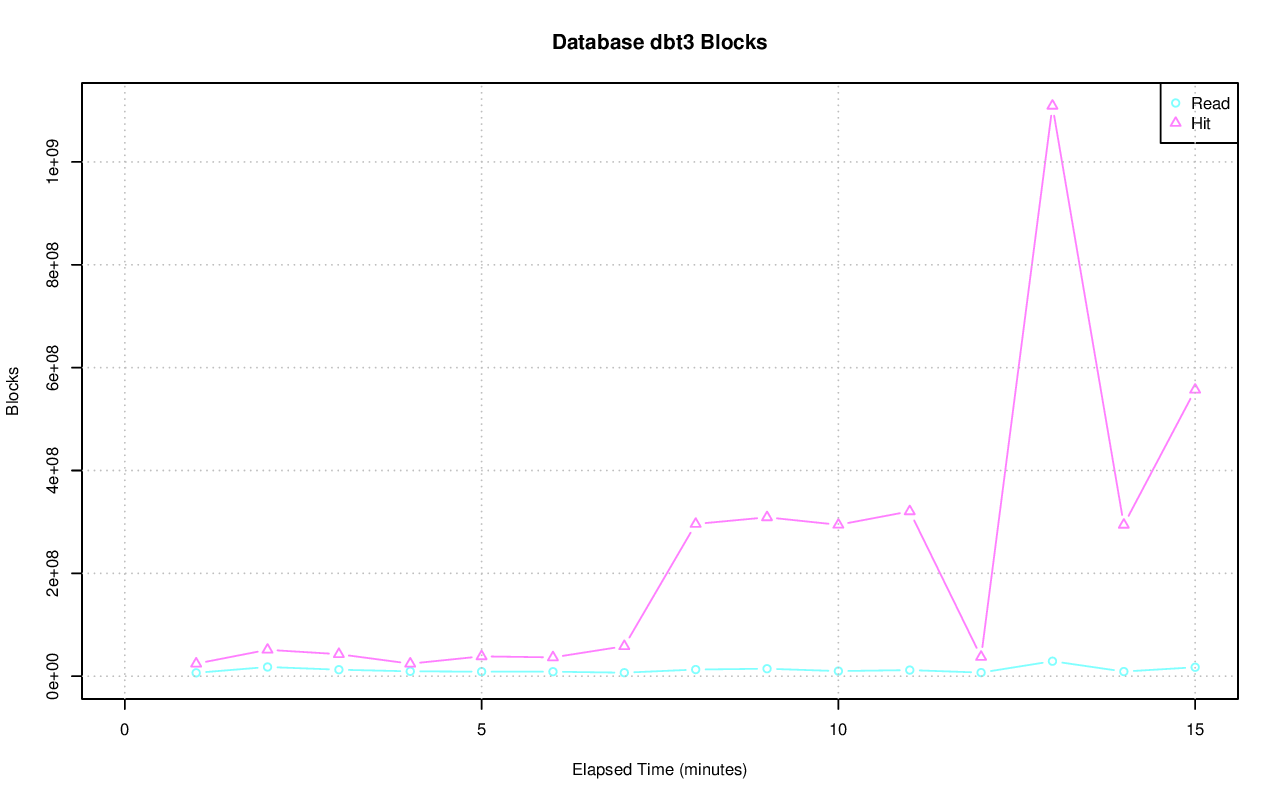 Database dbt3 Blocks
Read
Hit
Blocks
1e+09
8e+08
6e+08
4e+08
2e+08
0e+00
0 5 10 15
Elapsed Time (minutes)